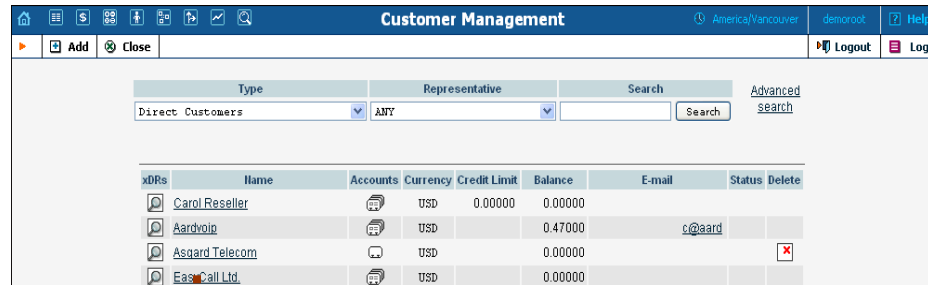 Customer Management America/Vancouver demoroot ? Help
Add Close Logout Log
Type Representative Search Advanced search
Direct Customers ANY Search
xDRs Name Accounts Currency Credit Limit Balance E-mail Status Delete
Carol Reseller USD 0.00000 0.00000
Aardvoip USD 0.47000 c@aard
Asgard Telecom USD 0.00000
EasyCall Ltd. USD 0.00000